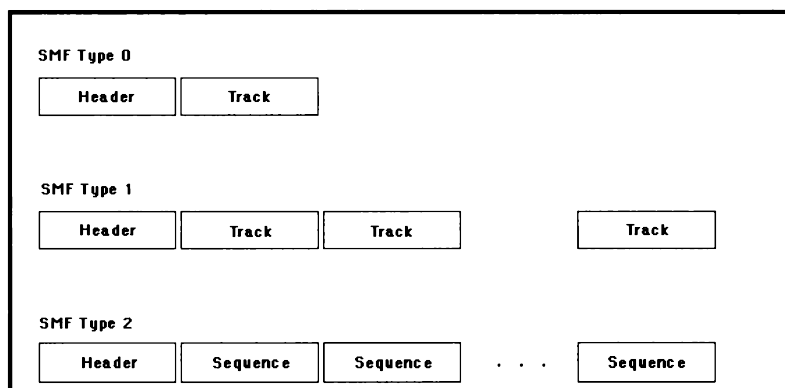 SMF Type 0
Header Track
SMF Type 1
Header Track Track Track
SMF Type 2
Header Sequence Sequence . . . Sequence